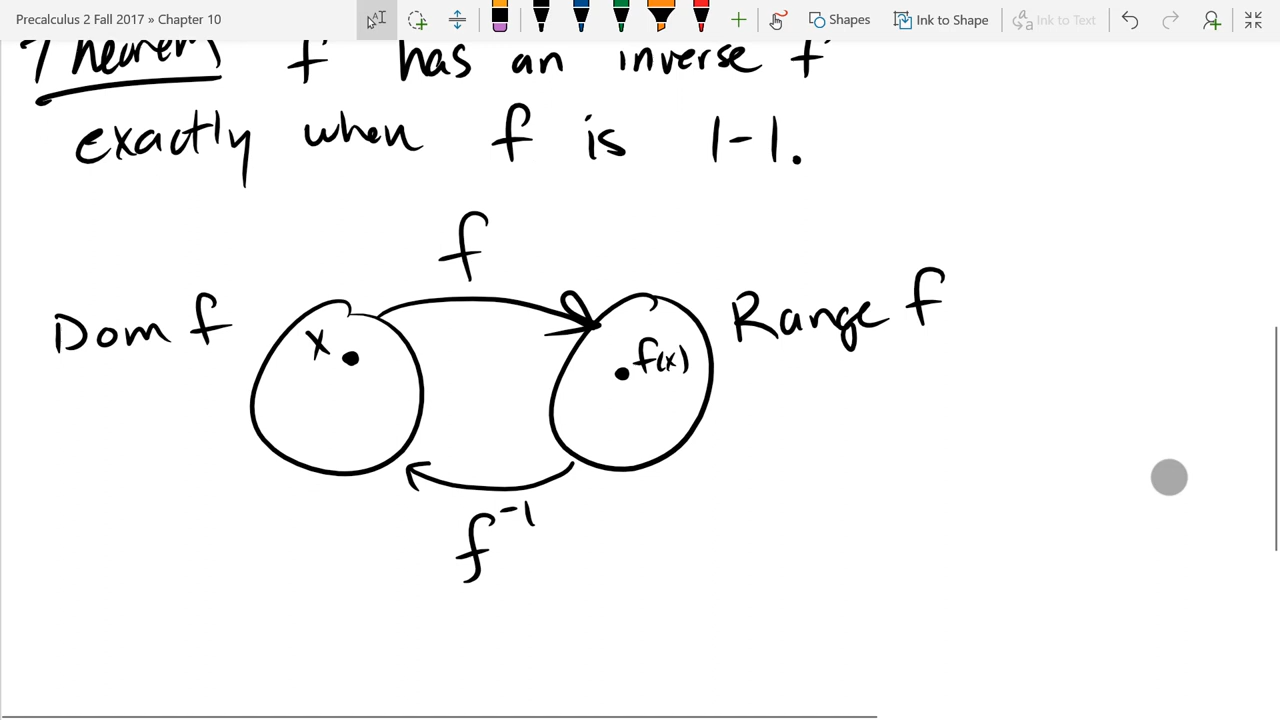 Precalculus 2 Fall 2017 » Chapter 10
Shapes
Ink to Shape
Ink to Text
Theorem f has an inverse f
exactly when f is 1-1.
f
Dom f
Range f
x
f(x)
f⁻¹